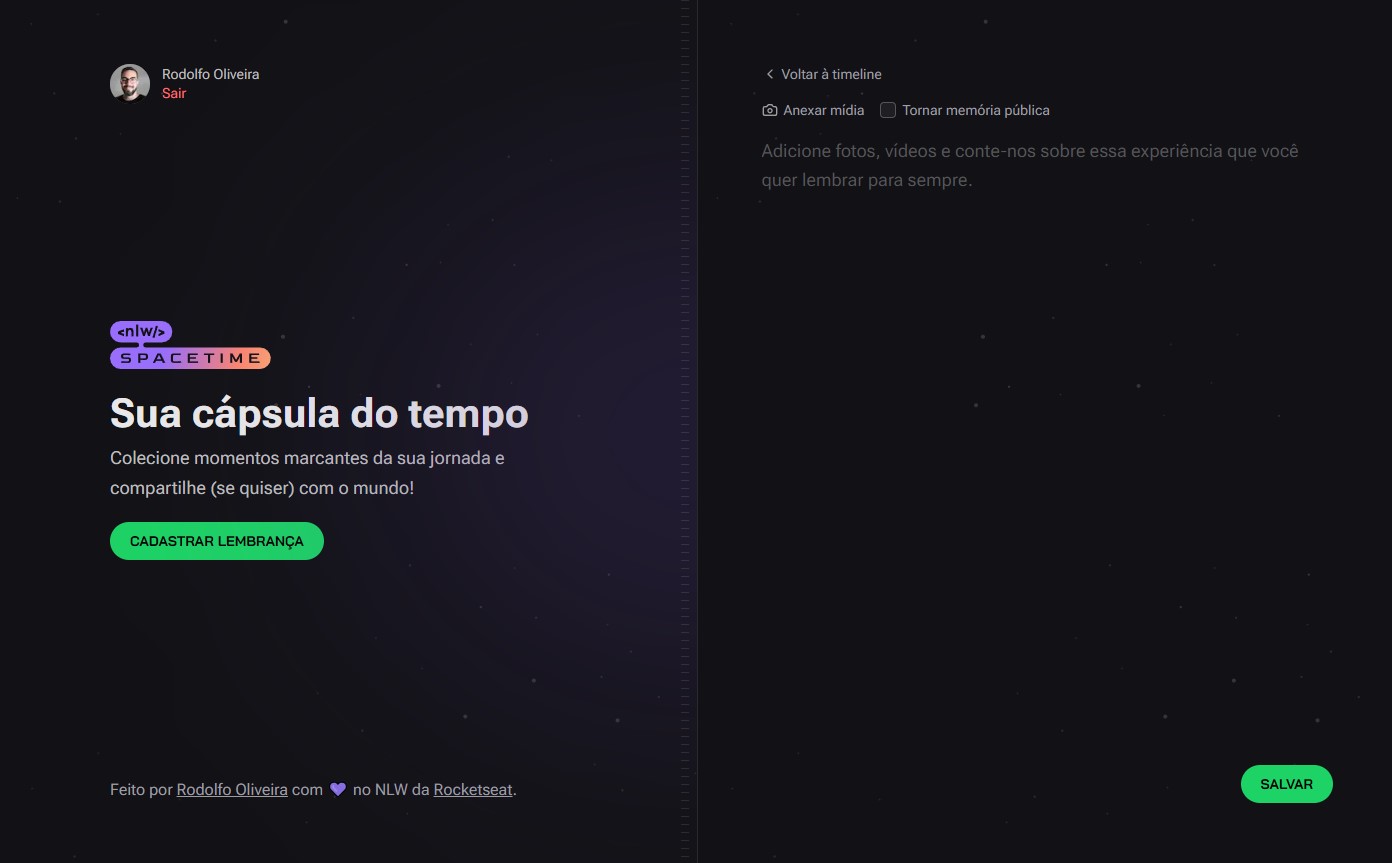 Rodolfo Oliveira
Sair
<nlw/>
SPACETIME
Sua cápsula do tempo
Colecione momentos marcantes da sua jornada e
compartilhe (se quiser) com o mundo!
CADASTRAR LEMBRANÇA
Feito por Rodolfo Oliveira com 💜 no NLW da Rocketseat.
Voltar à timeline
Anexar mídia
Tornar memória pública
Adicione fotos, vídeos e conte-nos sobre essa experiência que você
quer lembrar para sempre.
SALVAR